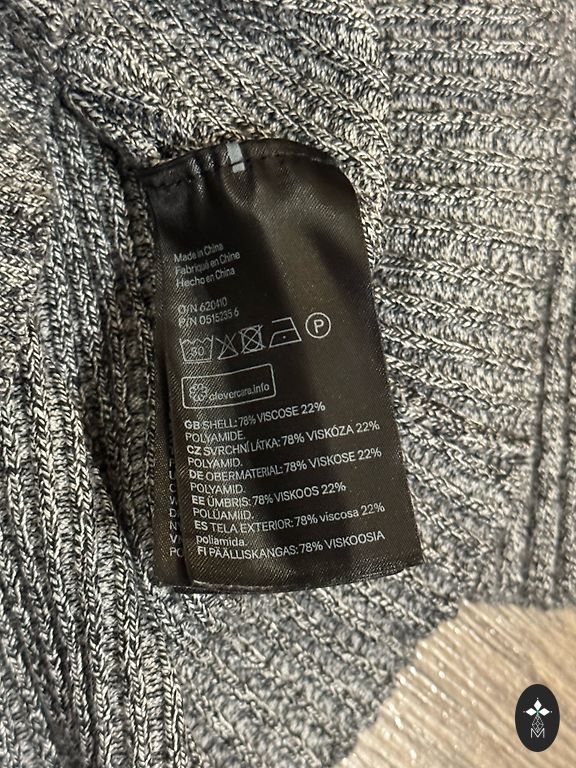 Made in China
Fabriqué en Chine
Hecho en China
O/N 620410
P/N 0515235 6
30
P
clevercare.info
GB SHELL: 78% VISCOSE 22%
POLYAMIDE.
CZ SVRCHNÍ LÁTKA: 78% VISKÓZA 22%
POLYAMID.
DE OBERMATERIAL: 78% VISKOSE 22%
POLYAMID.
EE ÜMBRIS: 78% VISKOOS 22%
POLÜAMIID.
ES TELA EXTERIOR: 78% viscosa 22%
poliamida.
FI PÄÄLLISKANGAS: 78% VISKOOSIA
M